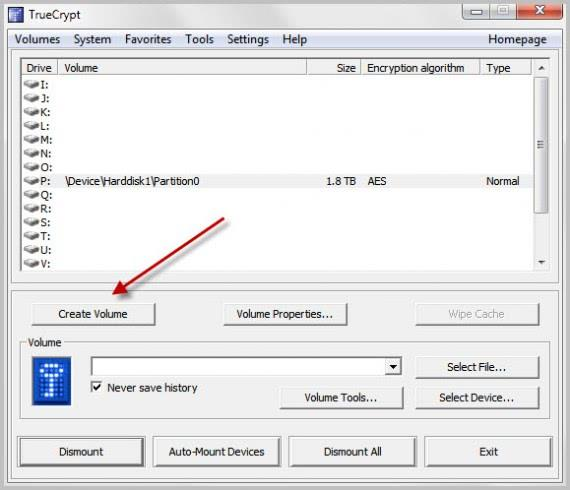 TrueCrypt
Volumes System Favorites Tools Settings Help Homepage
Drive Volume Size Encryption algorithm Type
I:
J:
K:
L:
M:
N:
O:
P: \Device\Harddisk1\Partition0 1.8 TB AES Normal
Q:
R:
S:
T:
U:
V:
Create Volume Volume Properties... Wipe Cache
Volume
Never save history
Select File...
Volume Tools... Select Device...
Dismount Auto-Mount Devices Dismount All Exit